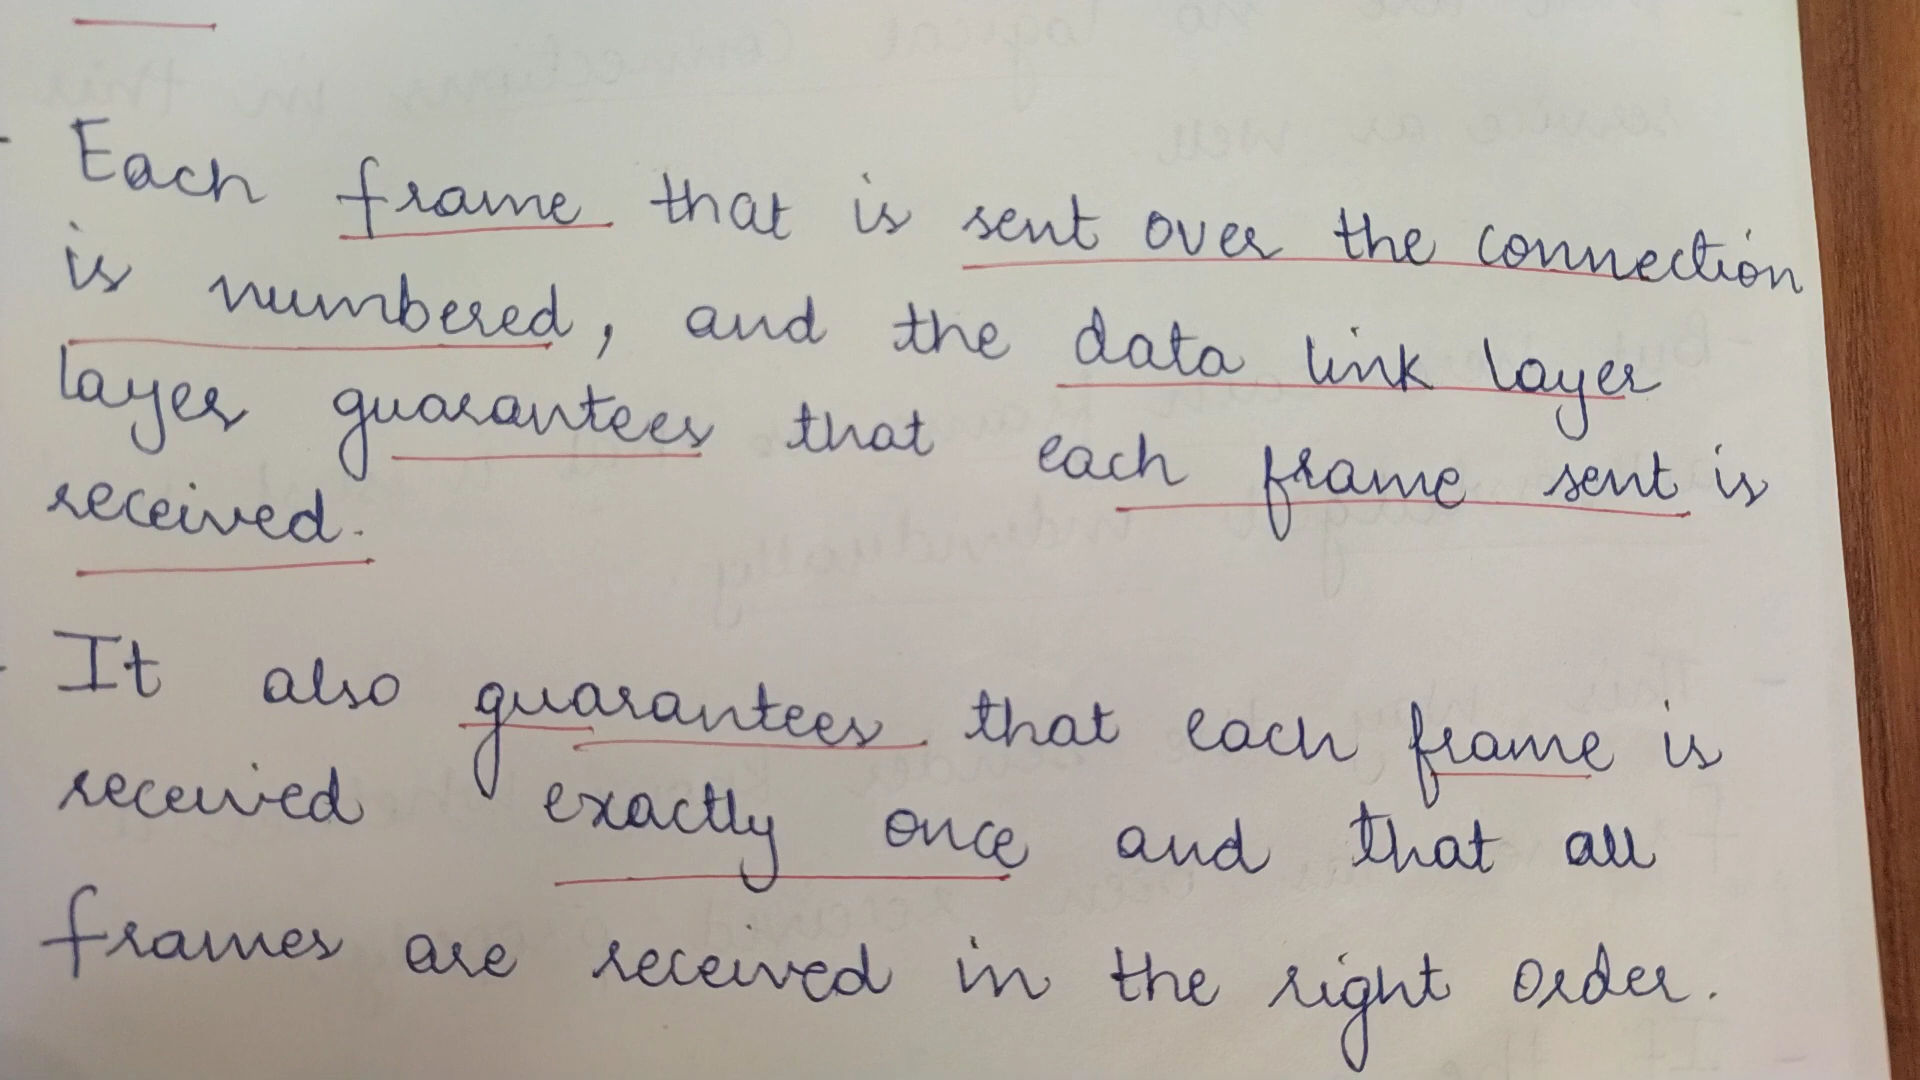 - Each frame that is sent over the connection
is numbered, and the data link layer
layer guarantees that each frame sent is
received.
- It also guarantees that each frame is
received exactly once and that all
frames are received in the right order.